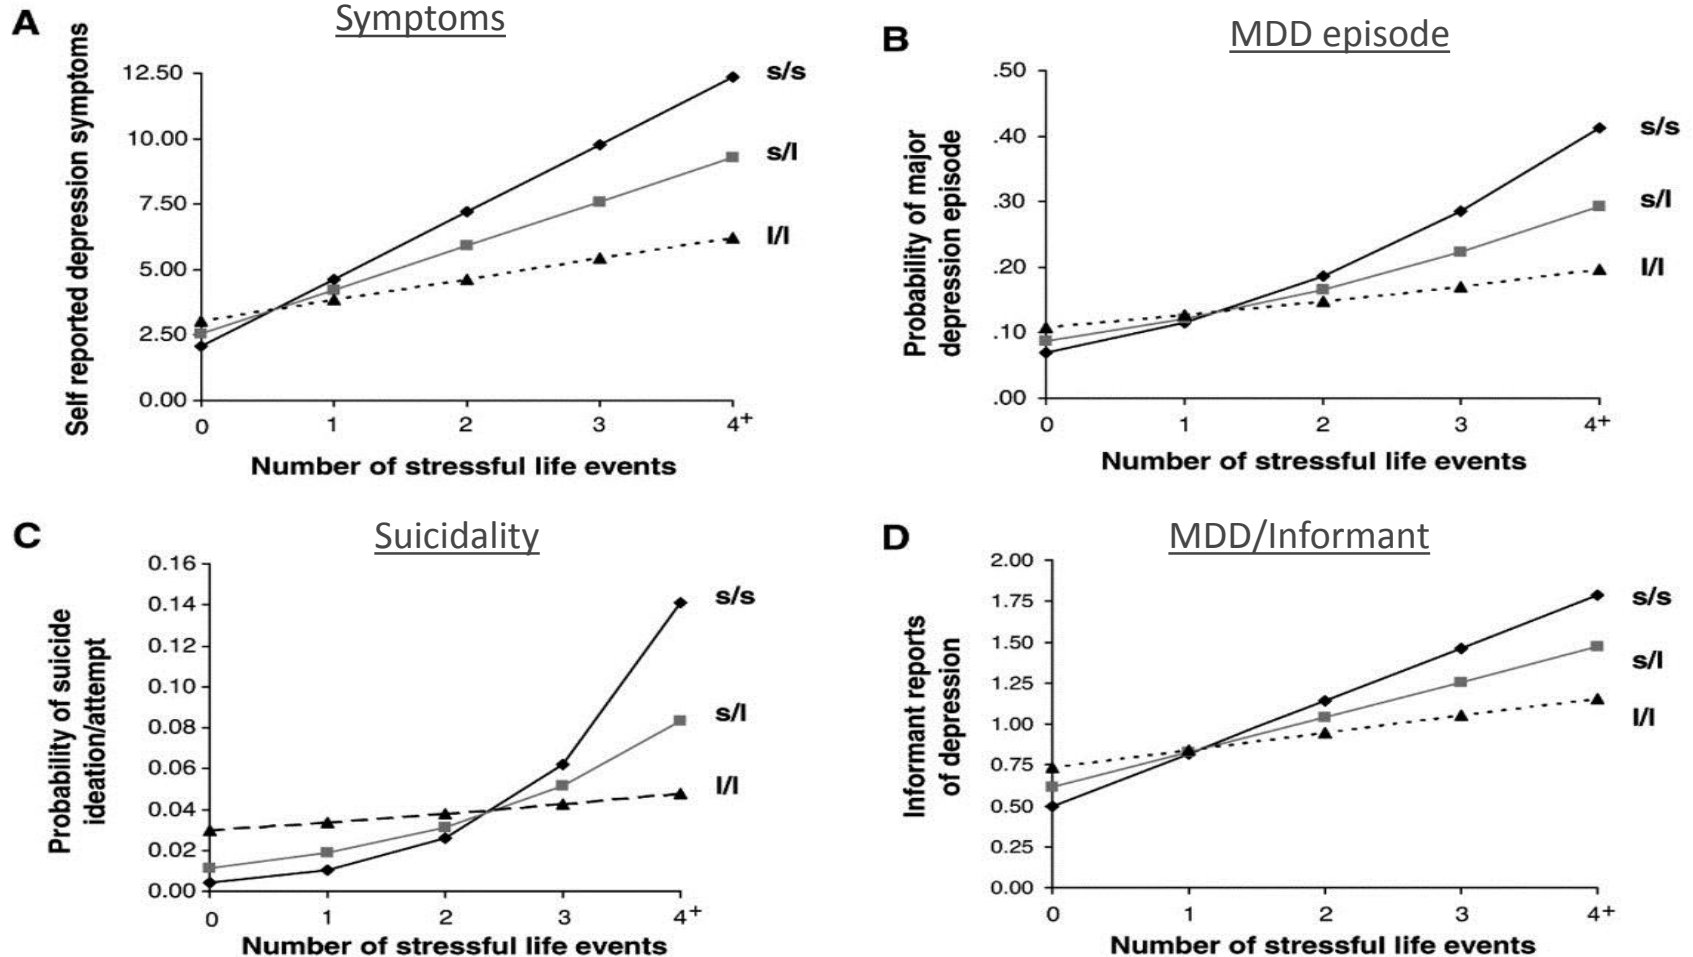 A
Symptoms
Self reported depression symptoms
12.50
10.00
7.50
5.00
2.50
0.00
s/s
s/l
l/l
0 1 2 3 4+
Number of stressful life events
B
MDD episode
Probability of major
depression episode
.50
.40
.30
.20
.10
.00
s/s
s/l
l/l
0 1 2 3 4+
Number of stressful life events
C
Suicidality
Probability of suicide
ideation/attempt
0.16
0.14
0.12
0.10
0.08
0.06
0.04
0.02
0.00
s/s
s/l
l/l
0 1 2 3 4+
Number of stressful life events
D
MDD/Informant
Informant reports
of depression
2.00
1.75
1.50
1.25
1.00
0.75
0.50
0.25
0.00
s/s
s/l
l/l
0 1 2 3 4+
Number of stressful life events